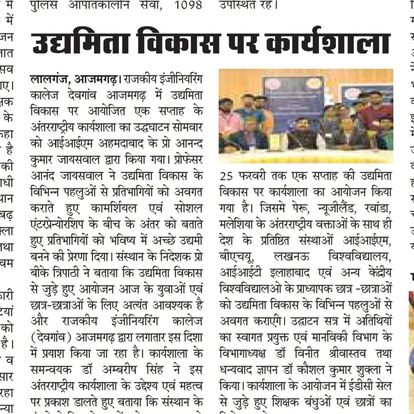 पुलिस आपातकालीन सेवा, 1098
उपस्थित रहे।
उद्यमिता विकास पर कार्यशाला
लालगंज, आजमगढ़। राजकीय इंजीनियरिंग
कालेज देवगांव आजमगढ़ में उद्यमिता
विकास पर आयोजित एक सप्ताह के
अंतरराष्ट्रीय कार्यशाला का उद्घघाटन सोमवार
को आईआईएम अहमदाबाद के प्रो आनन्द
कुमार जायसवाल द्वारा किया गया। प्रोफेसर
आनंद जायसवाल ने उद्यमिता विकास के
विभिन्न पहलुओं से प्रतिभागियों को अवगत
कराते हुए कामर्शियल एवं सोशल
एंटरप्रेन्योरशिप के बीच के अंतर को बताते
हुए प्रतिभागियों को भविष्य में अच्छे उद्यमी
बनने की प्रेरणा दिया। संस्थान के निदेशक प्रो
बीके त्रिपाठी ने बताया कि उद्यमिता विकास
से जुड़े हुए आयोजन आज के युवाओं एवं
छात्र-छात्राओं के लिए अत्यंत आवश्यक है
और राजकीय इंजीनियरिंग कालेज
(देवगांव) आजमगढ़ द्वारा लगातार इस दिशा
में प्रयाश किया जा रहा है। कार्यशाला के
समन्वयक डॉ अम्बरीष सिंह ने इस
अंतरराष्ट्रीय कार्यशाला के उद्देश्य एवं महत्व
पर प्रकाश डालते हुए बताया कि संस्थान के
25 फरवरी तक एक सप्ताह की उद्यमिता
विकास पर कार्यशाला का आयोजन किया
गया है। जिसमे पेरू, न्यूजीलैंड, रवांडा,
मलेशिया के अंतरराष्ट्रीय वक्ताओं के साथ ही
देश के प्रतिष्ठित संस्थाओं आईआईएम,
बीएचयू, लखनऊ विश्वविद्यालय,
आईआईटी इलाहाबाद एवं अन्य केंद्रीय
विश्वविद्यालओ के प्राध्यापक छात्र -छात्राओं
को उद्यमिता विकास के विभिन्न पहलओं से
अवगत कराएगे। उद्घाटन सत्र में अतिथियों
का स्वागत प्रयुक्त एवं मानविकी विभाग के
विभागाध्यक्ष डॉ विनीत श्रीवास्तव तथा
धन्यवाद ज्ञापन डॉ कौशल कुमार शुक्ला ने
किया। कार्यशाला के आयोजन में ईडीसी सेल
से जुड़े हुए शिक्षक बंधुओं एवं छात्रों का